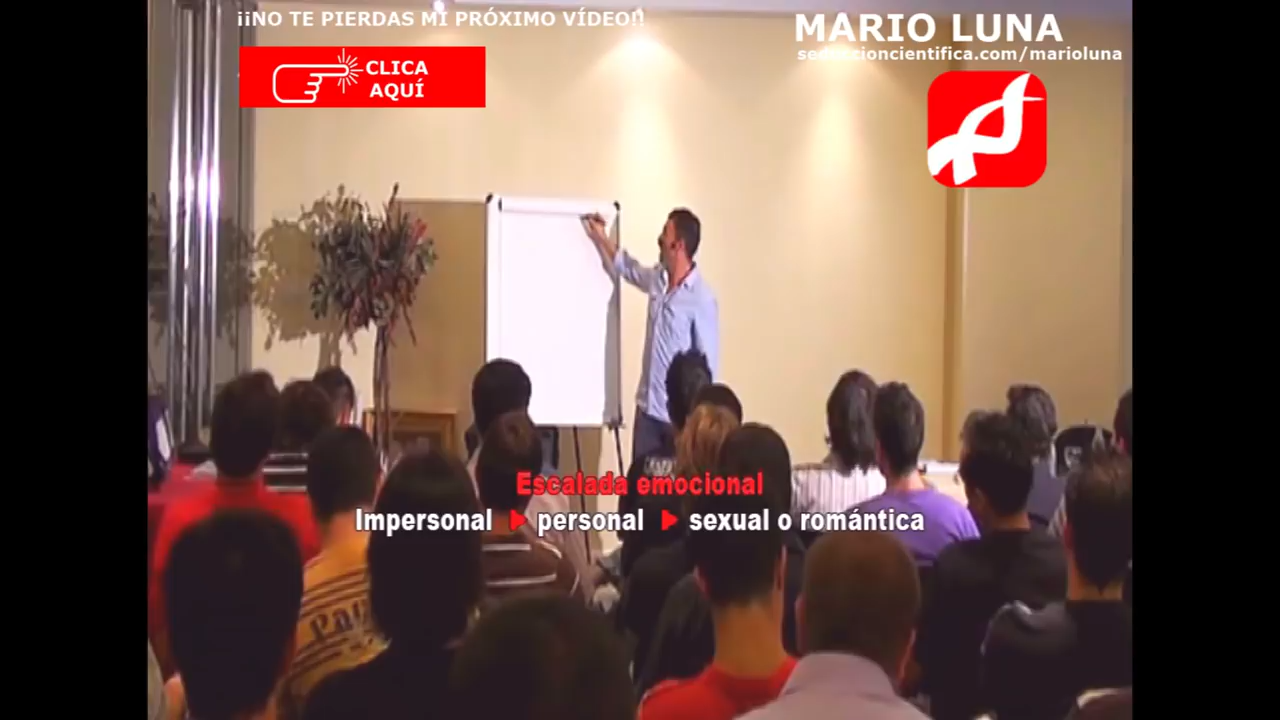 ¡¡NO TE PIERDAS MI PRÓXIMO VÍDEO!!
CLICA
AQUÍ
MARIO LUNA
seduccioncientifica.com/marioluna
Escalada emocional
Impersonal personal sexual o romántica